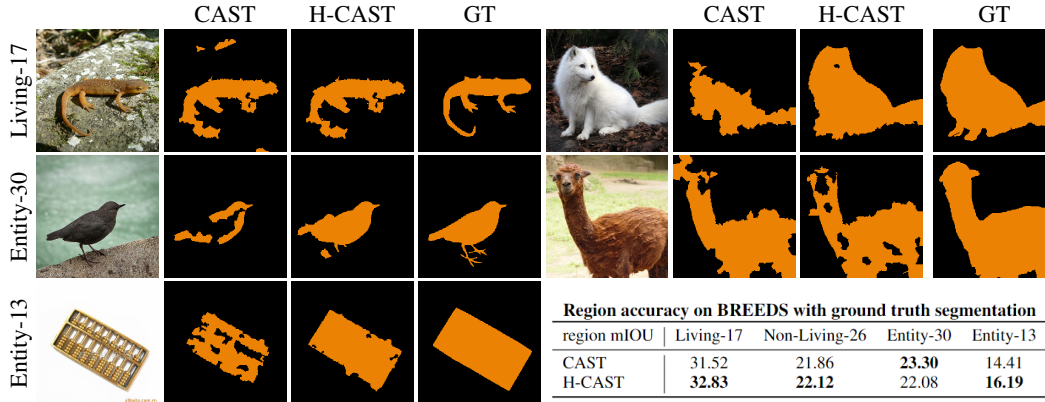 CAST H-CAST GT CAST H-CAST GT
Living-17
Entity-30
Entity-13
Region accuracy on BREEDS with ground truth segmentation
region mIOU Living-17 Non-Living-26 Entity-30 Entity-13
CAST 31.52 21.86 23.30 14.41
H-CAST 32.83 22.12 22.08 16.19